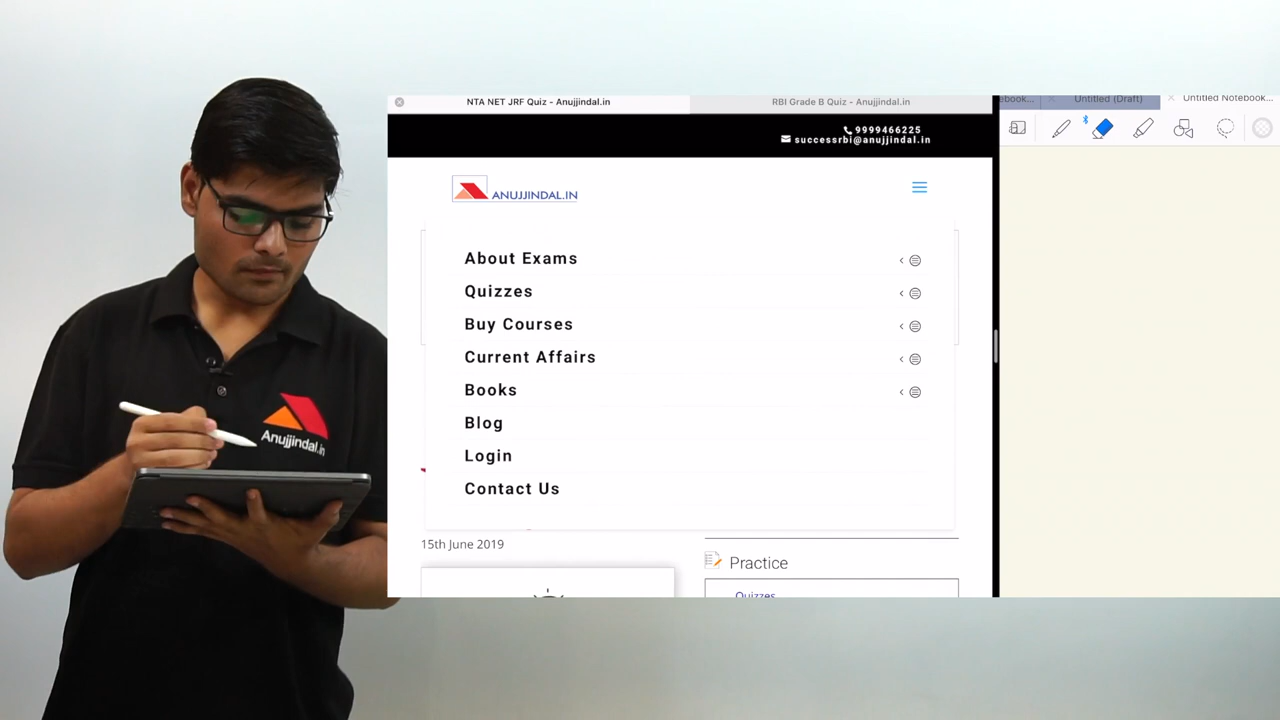 NTA NET JRF Quiz - Anujjindal.in
RBI Grade B Quiz - Anujjindal.in
ebook...
Untitled (Draft)
Untitled Notebook...
9999466225
successrbi@anujjindal.in
ANUJJINDAL.IN
About Exams
Quizzes
Buy Courses
Current Affairs
Books
Blog
Login
Contact Us
15th June 2019
Practice
Quizzes
Anujjindal.in